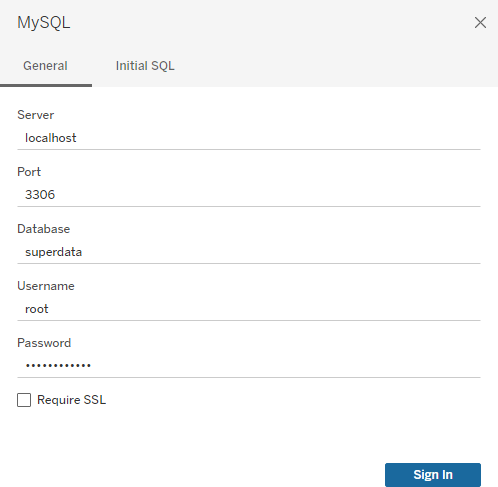 MySQL
General Initial SQL
Server
localhost
Port
3306
Database
superdata
Username
root
Password
••••••••••••
Require SSL
Sign In